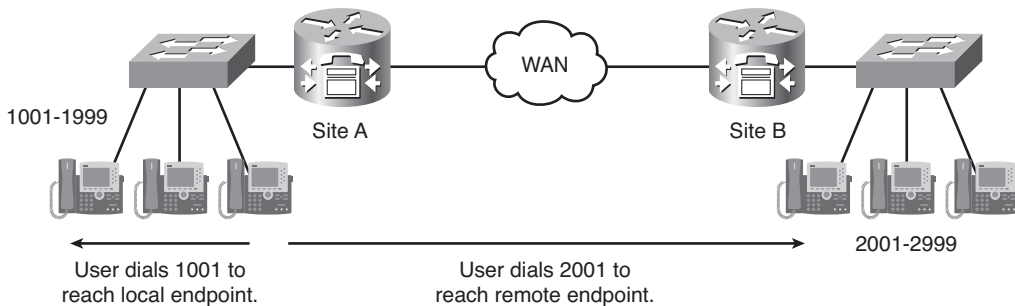 WAN
1001-1999
Site A
Site B
2001-2999
User dials 1001 to
reach local endpoint.
User dials 2001 to
reach remote endpoint.